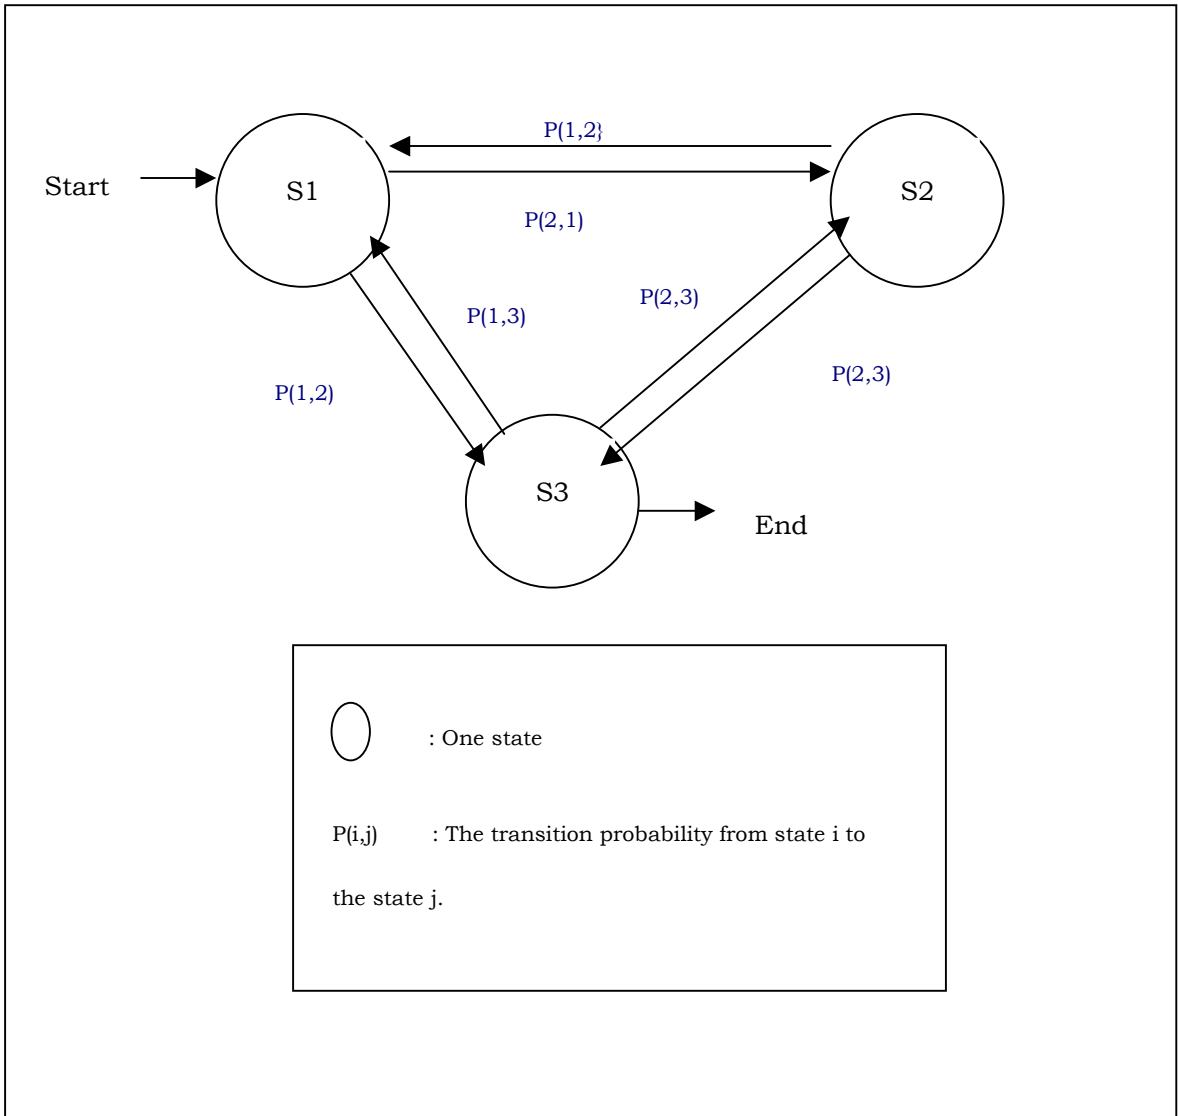 P(1,2}
Start
S1
S2
P(2,1)
P(2,3)
P(1,3)
P(2,3)
P(1,2)
S3
End
: One state
P(i,j) : The transition probability from state i to
the state j.